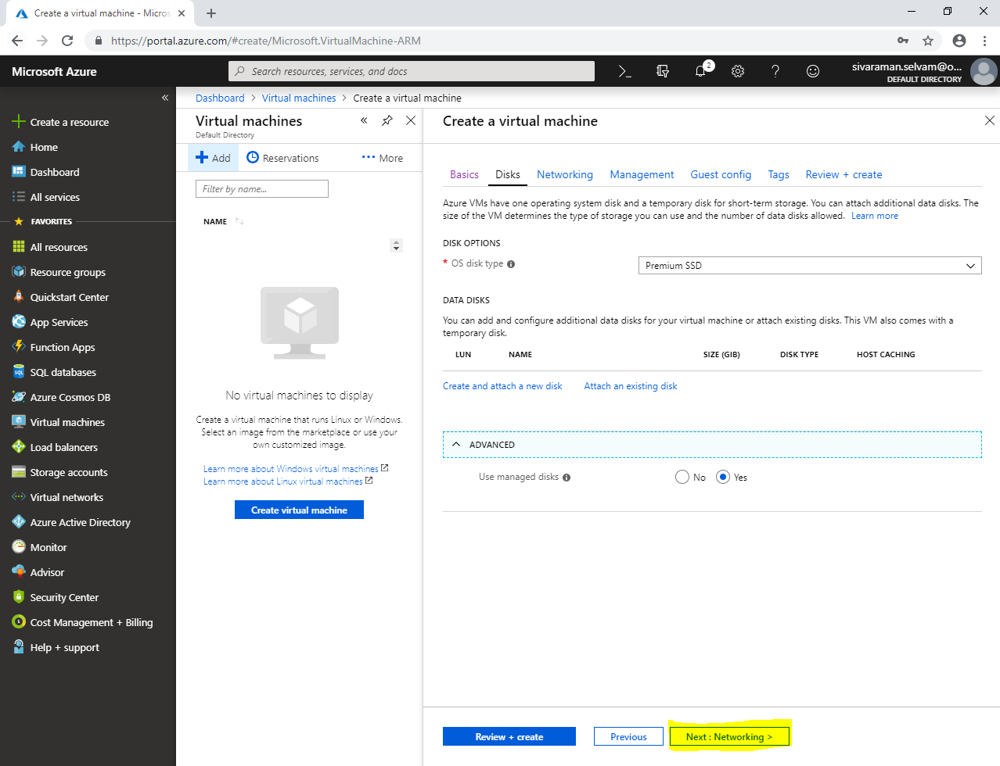 Create a virtual machine - Micros
https://portal.azure.com/#create/Microsoft.VirtualMachine-ARM
Microsoft Azure
Search resources, services, and docs
2
sivaraman.selvam@o...
DEFAULT DIRECTORY
Create a resource
Home
Dashboard
All services
FAVORITES
All resources
Resource groups
Quickstart Center
App Services
Function Apps
SQL databases
Azure Cosmos DB
Virtual machines
Load balancers
Storage accounts
Virtual networks
Azure Active Directory
Monitor
Advisor
Security Center
Cost Management + Billing
Help + support
Dashboard > Virtual machines > Create a virtual machine
Virtual machines
Default Directory
Add Reservations ••• More
Filter by name...
NAME
No virtual machines to display
Create a virtual machine that runs Linux or Windows.
Select an image from the marketplace or use your
own customized image.
Learn more about Windows virtual machines
Learn more about Linux virtual machines
Create virtual machine
Create a virtual machine
Basics Disks Networking Management Guest config Tags Review + create
Azure VMs have one operating system disk and a temporary disk for short-term storage. You can attach additional data disks. The
size of the VM determines the type of storage you can use and the number of data disks allowed. Learn more
DISK OPTIONS
* OS disk type Premium SSD
DATA DISKS
You can add and configure additional data disks for your virtual machine or attach existing disks. This VM also comes with a
temporary disk.
LUN NAME SIZE (GIB) DISK TYPE HOST CACHING
Create and attach a new disk Attach an existing disk
ADVANCED
Use managed disks No Yes
Review + create Previous Next : Networking >